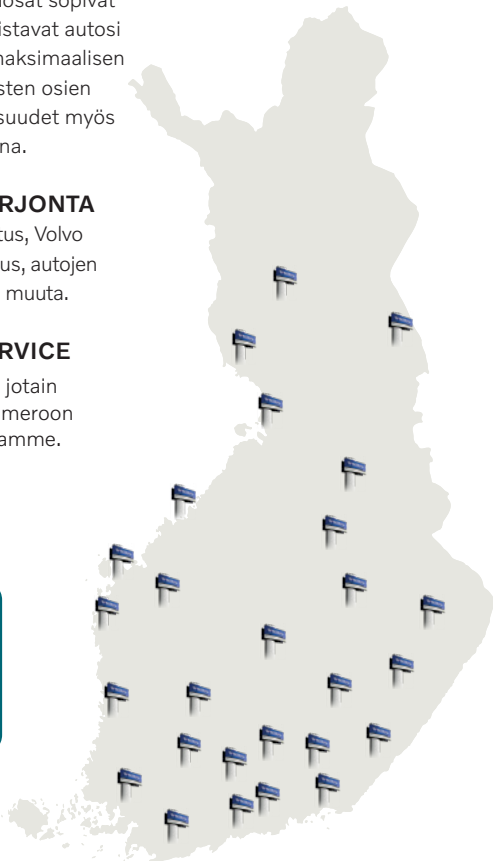 osat sopivat
istavat autosi
naksimaalisen
sten osien
suudet myös
na.
RJONTA
tus, Volvo
us, autojen
muuta.
RVICE
jotain
umeroon
amme.